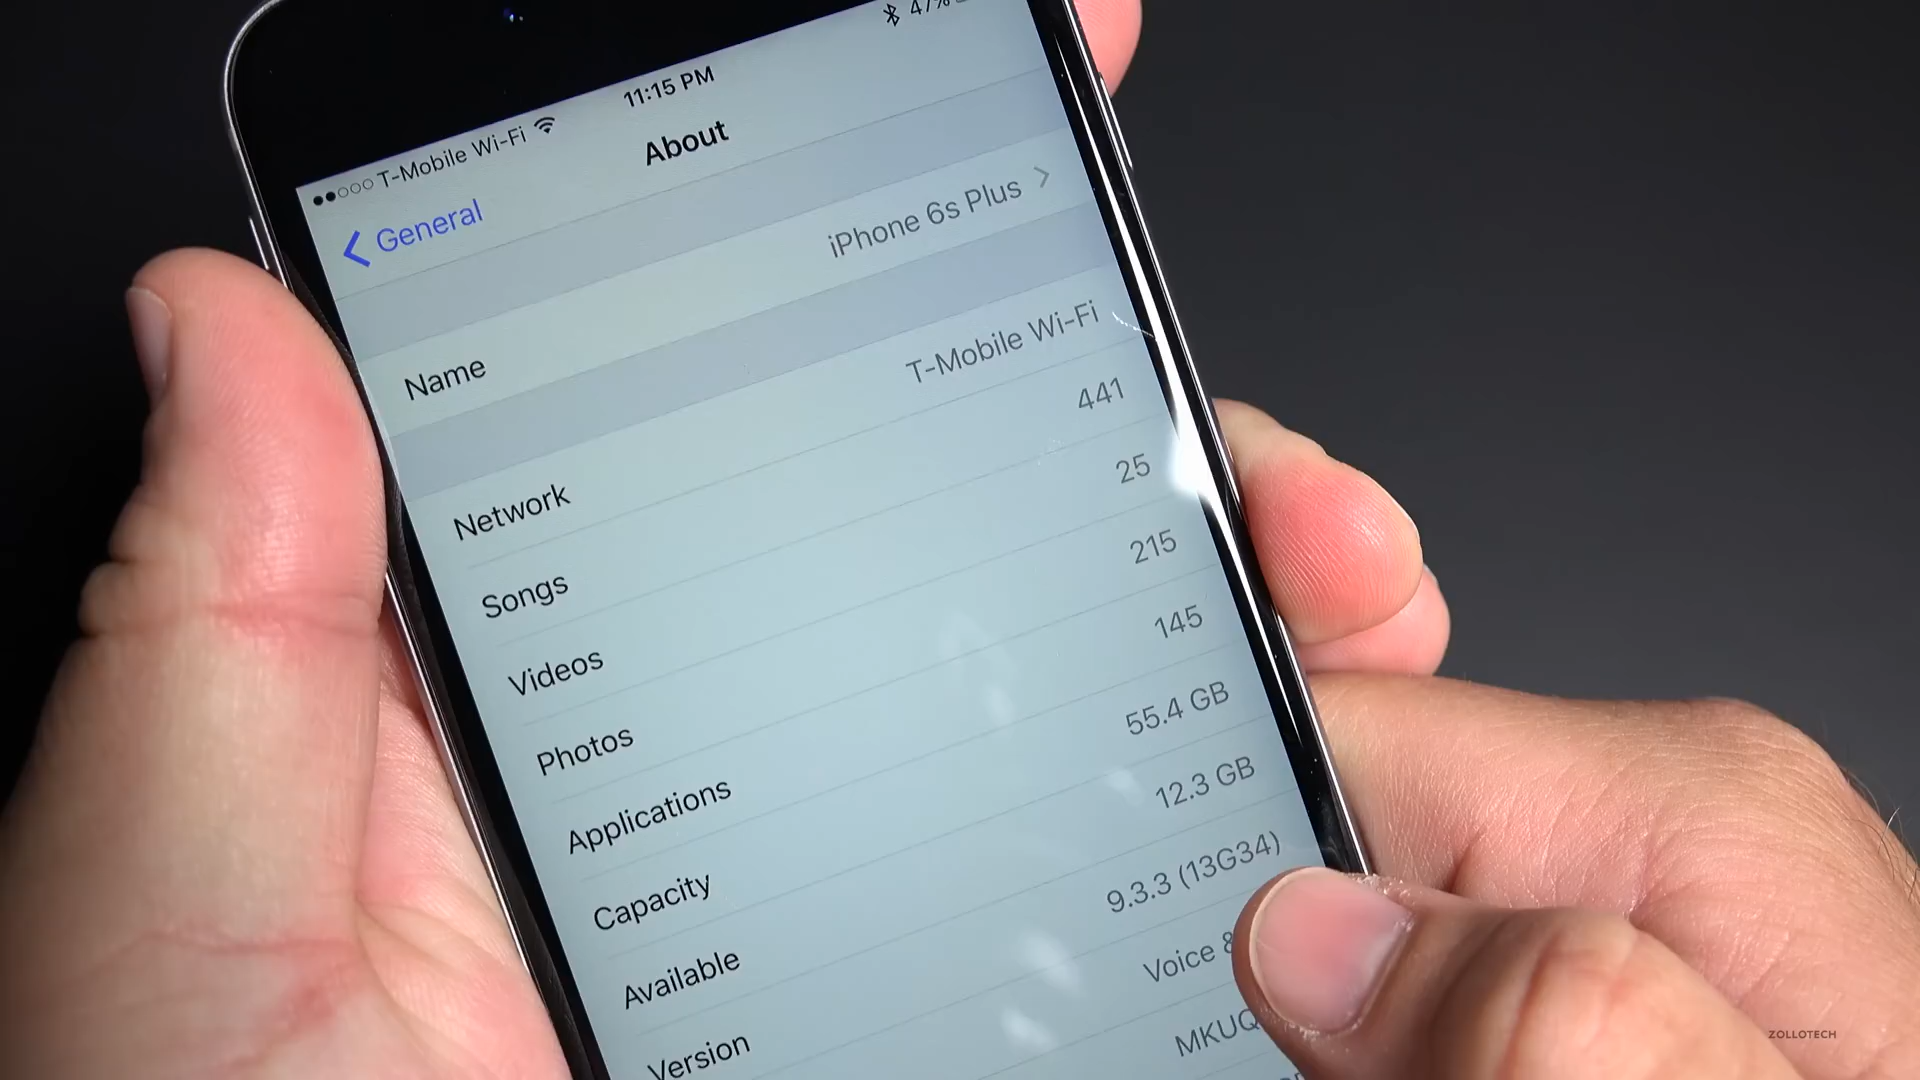 ●●○○○ T-Mobile Wi-Fi 11:15 PM 47%
General About
Name iPhone 6s Plus
Network T-Mobile Wi-Fi
Songs 441
Videos 25
Photos 215
Applications 145
Capacity 55.4 GB
Available 12.3 GB
Version 9.3.3 (13G34)
Voice &
MKUQ
ZOLLOTECH